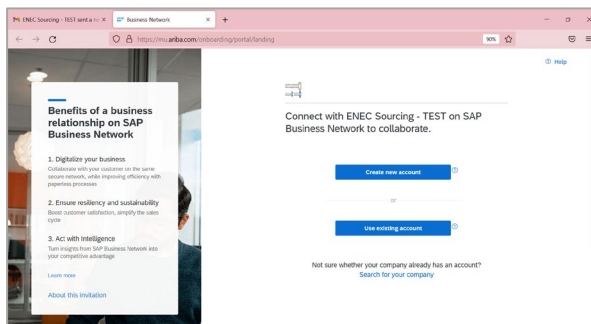 ENEC Sourcing - TEST sent a no
Business Network
https://mu.ariba.com/onboarding/portal/landing
90%
Help
Benefits of a business
relationship on SAP
Business Network
1. Digitalize your business
Collaborate with your customer on the same
secure network, while improving efficiency with
paperless processes
2. Ensure resiliency and sustainability
Boost customer satisfaction, simplify the sales
cycle
3. Act with Intelligence
Turn insights from SAP Business Network into
your competitive advantage
Learn more
About this invitation
Connect with ENEC Sourcing - TEST on SAP
Business Network to collaborate.
Create new account
or
Use existing account
Not sure whether your company already has an account?
Search for your company